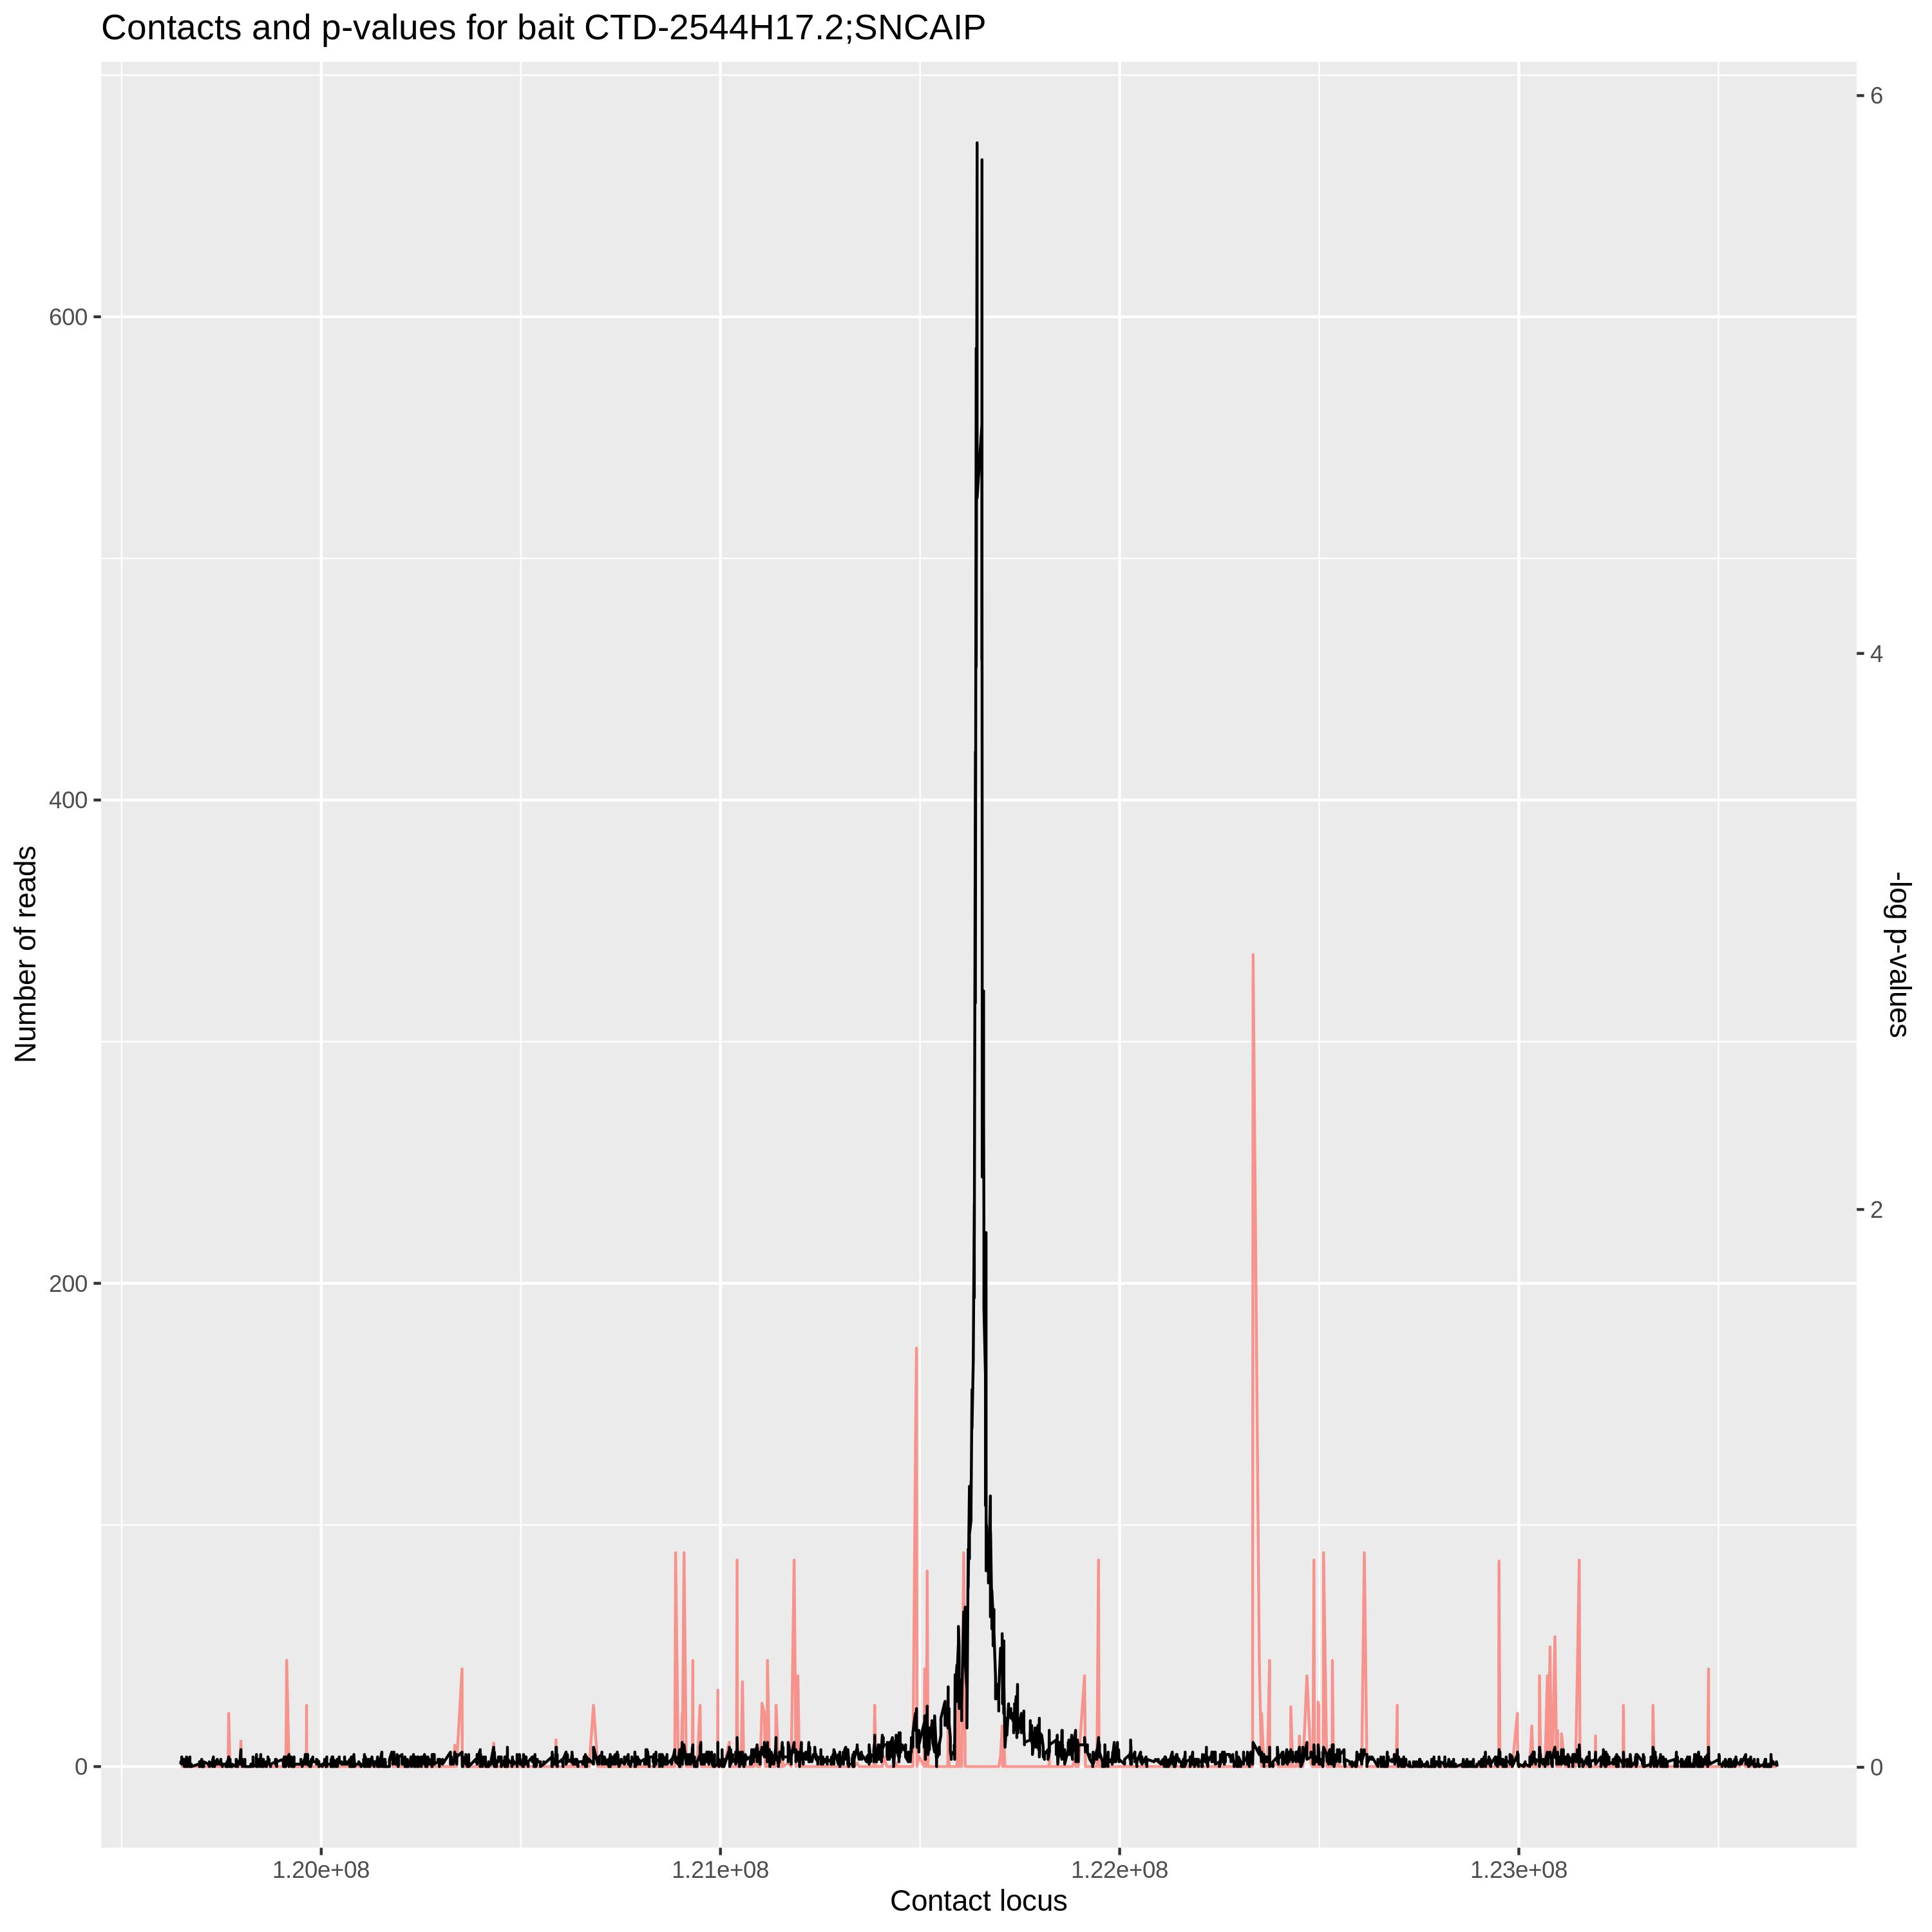 Contacts and p-values for bait CTD-2544H17.2;SNCAIP
6
600
4
400
Number of reads
-log p-values
2
200
0
0
1.20e+08
1.21e+08
1.22e+08
1.23e+08
Contact locus